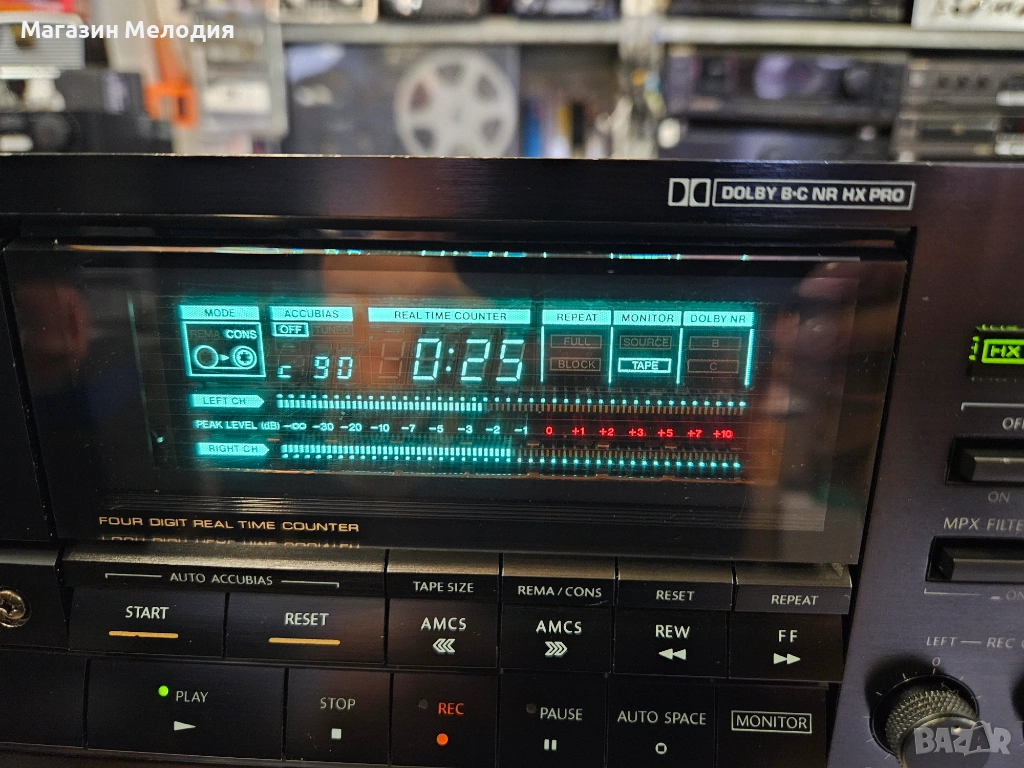 Магазин Мелодия
DOLBY B·C NR HX PRO
MODE ACCUBIAS REAL TIME COUNTER REPEAT MONITOR DOLBY NR
REMA CONS OFF TUNED FULL SOURCE B
c 90 0:25 BLOCK TAPE C
HX
LEFT CH
PEAK LEVEL (dB) -∞ -30 -20 -10 -7 -5 -3 -2 -1 0 +1 +2 +3 +5 +7 +10
RIGHT CH
ON
MPX
FOUR DIGIT REAL TIME COUNTER
AUTO ACCUBIAS TAPE SIZE REMA/CONS RESET REPEAT
START RESET AMCS AMCS REW FF
LEFT — REC
0
PLAY STOP REC PAUSE AUTO SPACE MONITOR
BAZAR